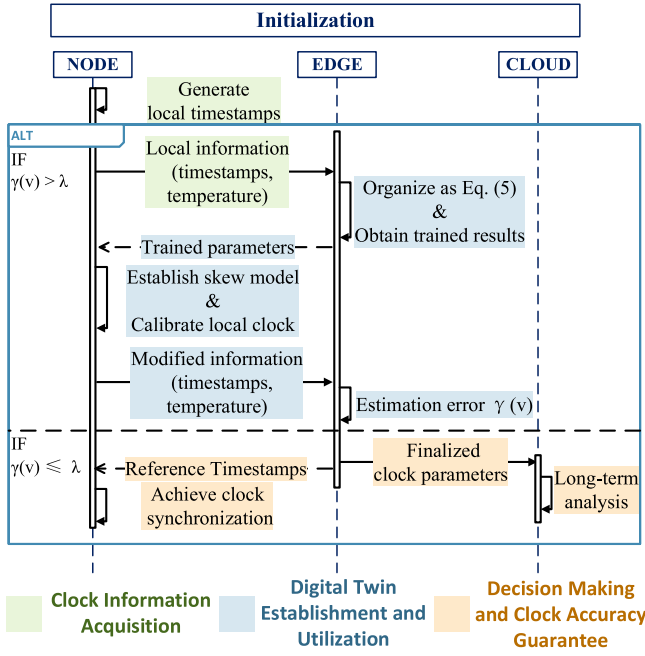 Initialization
NODE
EDGE
CLOUD
Generate
local timestamps
ALT
IF
γ(v) > λ
Local information
(timestamps,
temperature)
Organize as Eq. (5)
&
Obtain trained results
Trained parameters
Establish skew model
&
Calibrate local clock
Modified information
(timestamps,
temperature)
Estimation error γ (v)
IF
γ(v) ≤ λ
Finalized
clock parameters
Reference Timestamps
Long-term
analysis
Achieve clock
synchronization
Clock Information
Acquisition
Digital Twin
Establishment and
Utilization
Decision Making
and Clock Accuracy
Guarantee